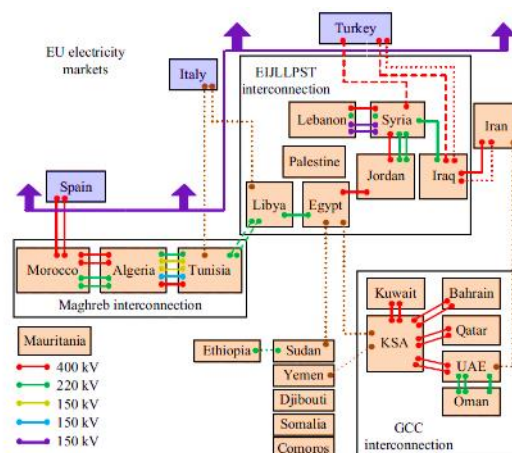 EU electricity
markets
Turkey
Italy
EIJLLPST
interconnection
Lebanon
Syria
Iran
Palestine
Jordan
Iraq
Spain
Libya
Egypt
Morocco
Algeria
Tunisia
Maghreb interconnection
Kuwait
Bahrain
Mauritania
KSA
Qatar
Ethiopia
Sudan
400 kV
Yemen
UAE
220 kV
Djibouti
Oman
150 kV
Somalia
150 kV
GCC
interconnection
150 kV
Comoros